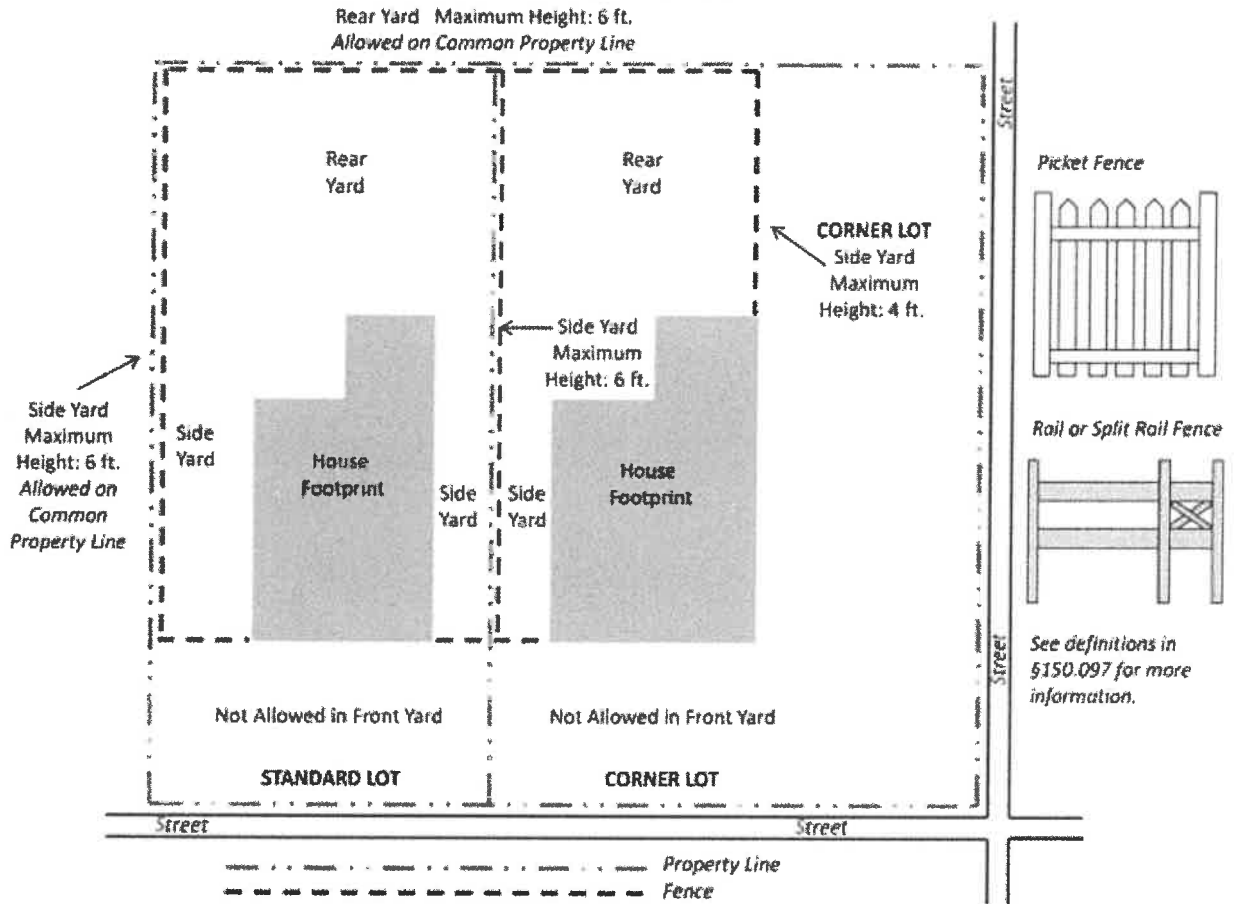 Rear Yard Maximum Height: 6 ft.
Allowed on Common Property Line
Street
Rear
Yard
Rear
Yard
Picket Fence
CORNER LOT
Side Yard
Maximum
Height: 4 ft.
Side Yard
Maximum
Height: 6 ft.
Side Yard
Maximum
Height: 6 ft.
Allowed on
Common
Property Line
Side
Yard
House
Footprint
Side
Yard
Side
Yard
House
Footprint
Rail or Split Rail Fence
Street
See definitions in
§150.097 for more
information.
Not Allowed in Front Yard
Not Allowed in Front Yard
STANDARD LOT
CORNER LOT
Street
Street
Property Line
Fence